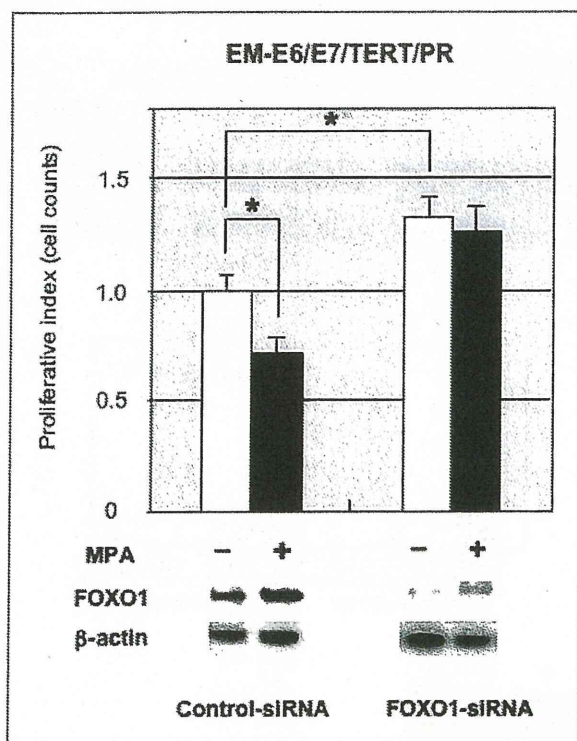 EM-E6/E7/TERT/PR
Proliferative index (cell counts)
*
*
1.5
1.0
0.5
0
MPA - + - +
FOXO1
β-actin
Control-siRNA FOXO1-siRNA